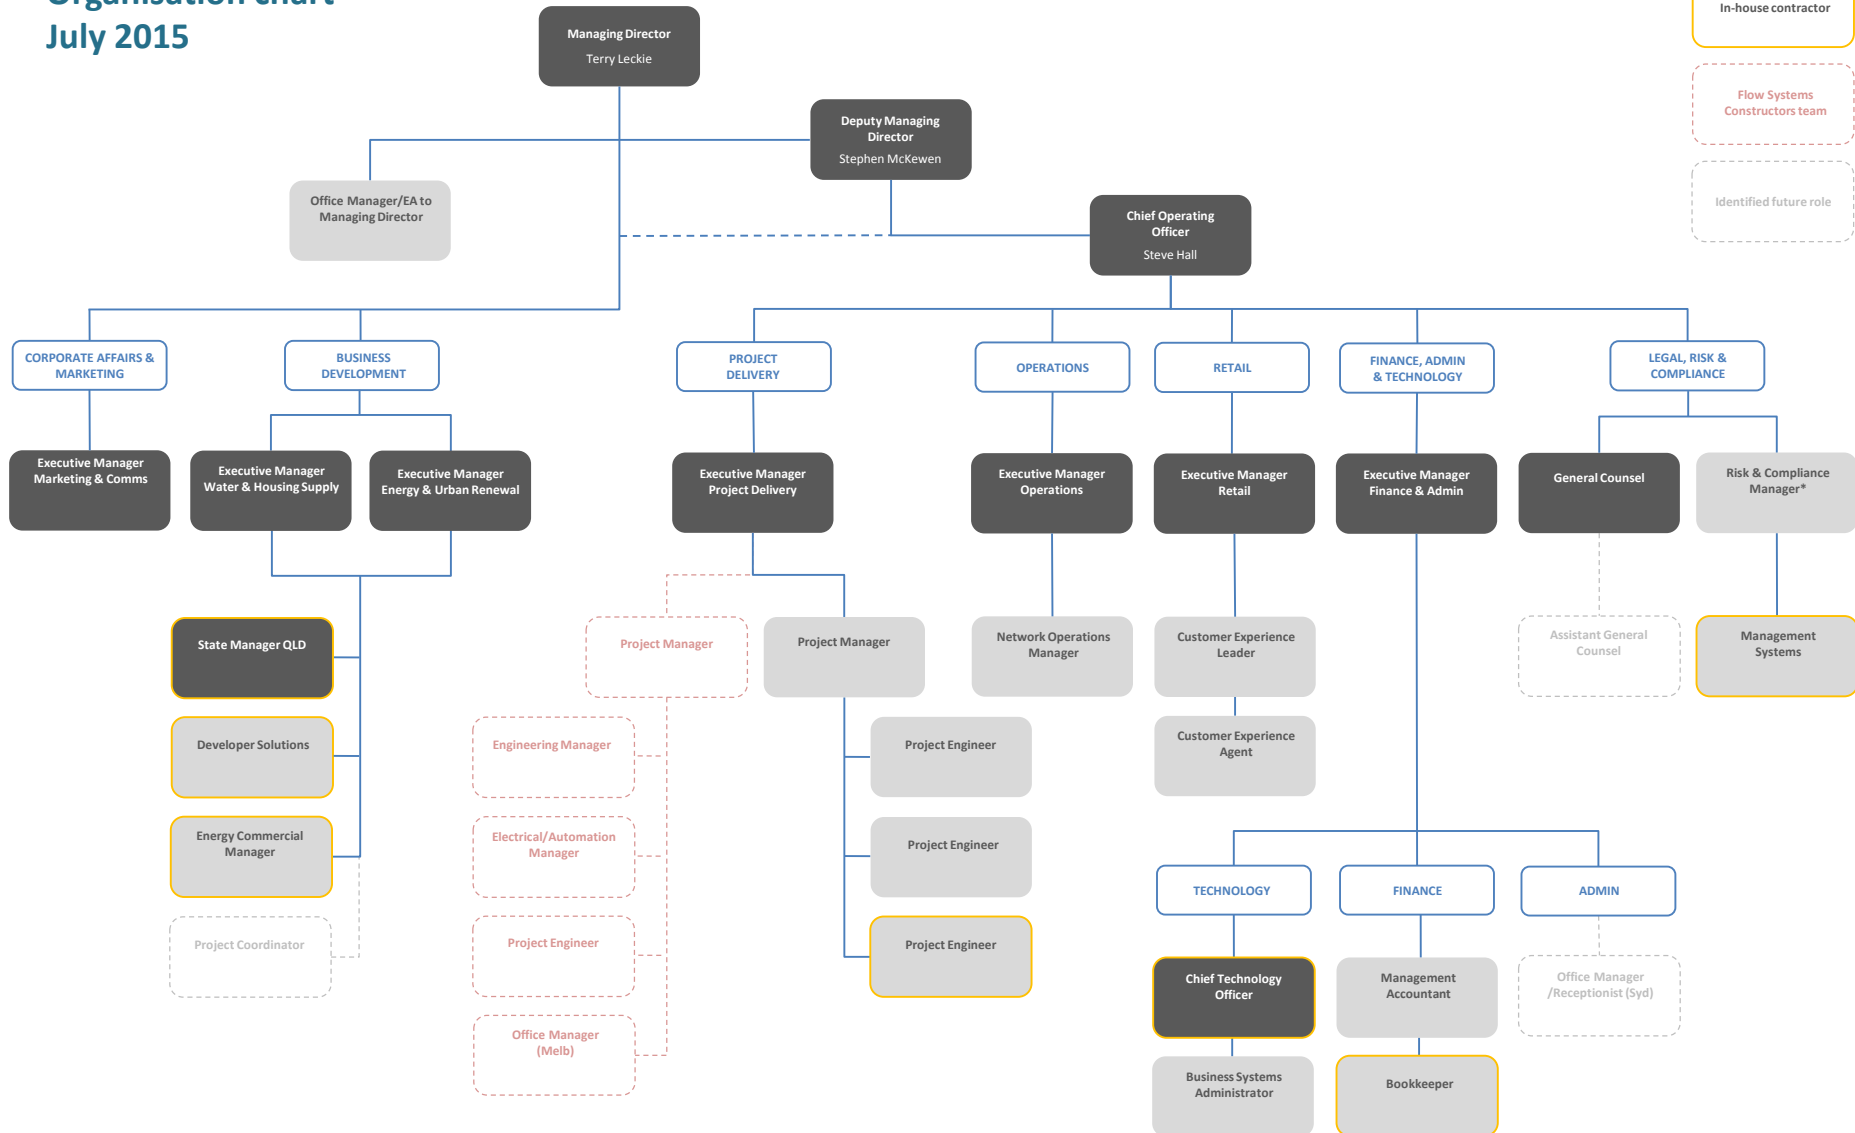 Organisation chart
July 2015
In-house contractor
Flow Systems
Constructors team
Identified future role
Managing Director
Terry Leckie
Deputy Managing
Director
Stephen McKewen
Office Manager/EA to
Managing Director
Chief Operating
Officer
Steve Hall
CORPORATE AFFAIRS &
MARKETING
BUSINESS
DEVELOPMENT
PROJECT
DELIVERY
OPERATIONS
RETAIL
FINANCE, ADMIN
& TECHNOLOGY
LEGAL, RISK &
COMPLIANCE
Executive Manager
Marketing & Comms
Executive Manager
Water & Housing Supply
Executive Manager
Energy & Urban Renewal
Executive Manager
Project Delivery
Executive Manager
Operations
Executive Manager
Retail
Executive Manager
Finance & Admin
General Counsel
Risk & Compliance
Manager*
State Manager QLD
Project Manager
Project Manager
Network Operations
Manager
Customer Experience
Leader
Assistant General
Counsel
Management
Systems
Developer Solutions
Engineering Manager
Project Engineer
Customer Experience
Agent
Energy Commercial
Manager
Electrical/Automation
Manager
Project Engineer
TECHNOLOGY
FINANCE
ADMIN
Project Coordinator
Project Engineer
Project Engineer
Chief Technology
Officer
Management
Accountant
Office Manager
/Receptionist (Syd)
Office Manager
(Melb)
Business Systems
Administrator
Bookkeeper